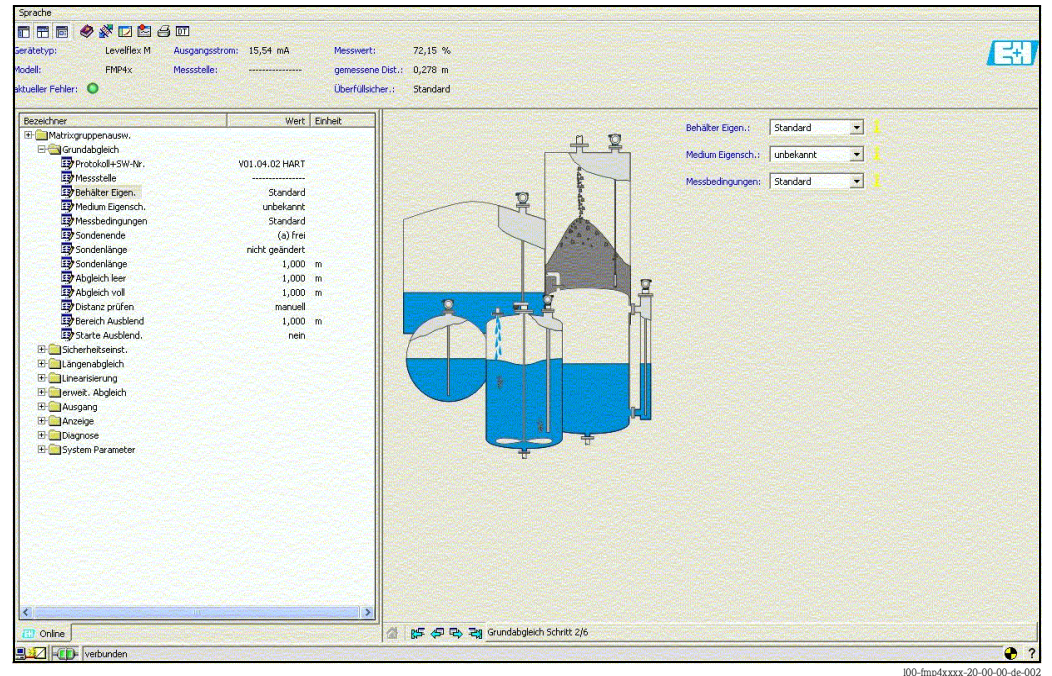 Sprache
Gerätetyp: Levelflex M Ausgangsstrom: 15,54 mA Messwert: 72,15 %
Modell: FMP4x Messstelle: ---------------- gemessene Dist.: 0,278 m
aktueller Fehler: Überfüllsicher.: Standard
E+H
Bezeichner Wert Einheit
Matrixgruppenausw.
Grundabgleich
Protokoll+SW-Nr. V01.04.02 HART
Messstelle ----------------
Behälter Eigen. Standard
Medium Eigensch. unbekannt
Messbedingungen Standard
Sondenende (a) frei
Sondenlänge nicht geändert
Sondenlänge 1,000 m
Abgleich leer 1,000 m
Abgleich voll 1,000 m
Distanz prüfen manuell
Bereich Ausblend 1,000 m
Starte Ausblend. nein
Sicherheitseinst.
Längenabgleich
Linearisierung
erweit. Abgleich
Ausgang
Anzeige
Diagnose
System Parameter
Behälter Eigen.: Standard
Medium Eigensch.: unbekannt
Messbedingungen: Standard
Online
Grundabgleich Schritt 2/6
verbunden
?
l00-fmp4xxxx-20-00-00-de-002